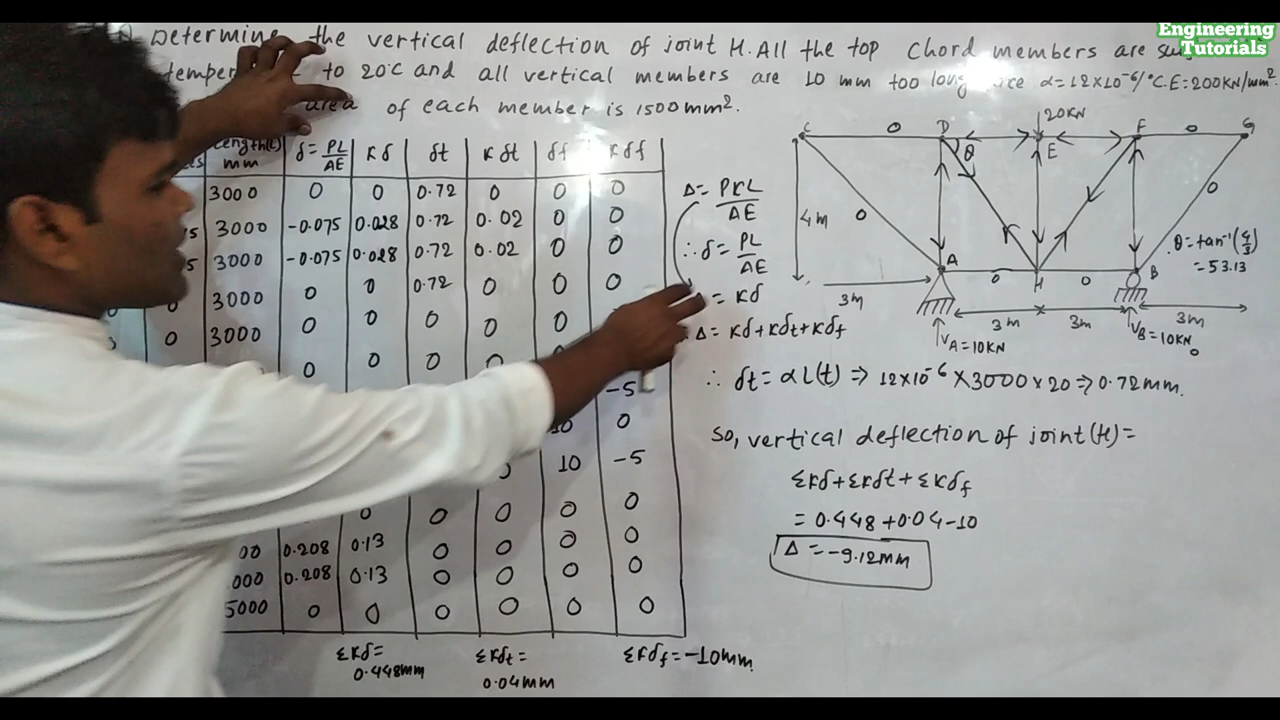 Engineering
Tutorials
Determine the vertical deflection of joint H. All the top chord members are
to 20°C and all vertical members are 10 mm too long. α = 12×10⁻⁶/°C. E = 200KN/mm².
area of each member is 1500mm².
Length(L) mm | δ = PL/AE | Kδ | δt | Kδt | δf | Kδf
3000 | 0 | 0 | 0.72 | 0 | 0 | 0
3000 | -0.075 | 0.028 | 0.72 | 0.02 | 0 | 0
3000 | -0.075 | 0.028 | 0.72 | 0.02 | 0 | 0
0 | 3000 | 0 | 0 | 0.72 | 0 | 0 | 0
0 | 3000 | 0 | 0 | 0 | 0 | 0
0 | 0 | 0
-5
10 | 0
10 | -5
0 | 0 | 0 | 0 | 0
00 | 0.208 | 0.13 | 0 | 0 | 0 | 0
000 | 0.208 | 0.13 | 0 | 0 | 0 | 0
5000 | 0 | 0 | 0 | 0 | 0 | 0
ΣKδ = 0.448mm
ΣKδt = 0.04mm
ΣKδf = -10mm
Δ = PKL/AE
∴ δ = PL/AE
= Kδ
Δ = Kδ + Kδt + Kδf
∴ δt = αL(t) ⇒ 12×10⁻⁶ × 3000 × 20 ⇒ 0.72mm.
So, vertical deflection of joint (H) =
ΣKδ + ΣKδt + ΣKδf
= 0.448 + 0.04 - 10
Δ = -9.12mm
20KN
C 0 D E F 0 G
θ
4m
0
0
θ = tan⁻¹(4/3)
= 53.13
A 0 H 0 B
3m
3m
3m
3m
VA = 10KN
VB = 10KN
0